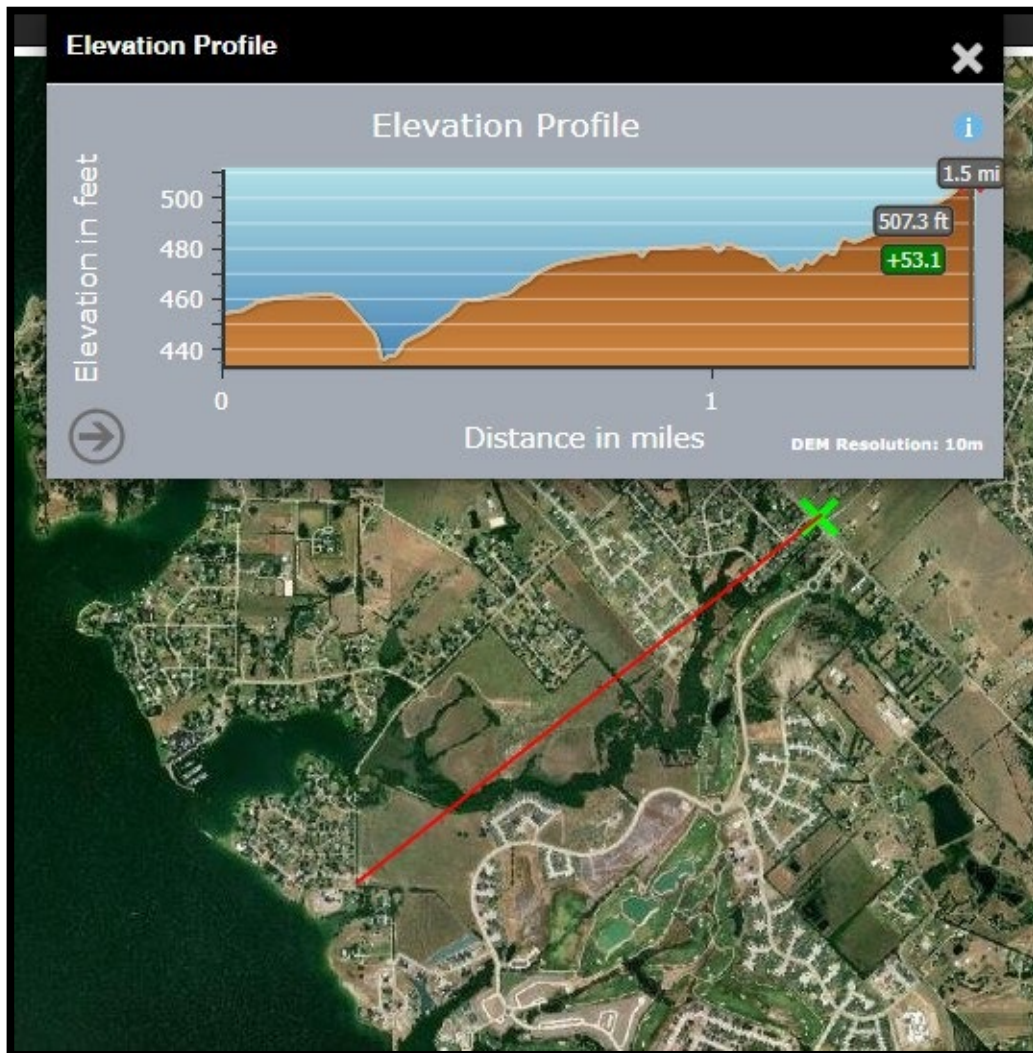 Elevation Profile
Elevation Profile
i
Elevation in feet
500
480
460
440
1.5 mi
507.3 ft
+53.1
0
1
Distance in miles
DEM Resolution: 10m